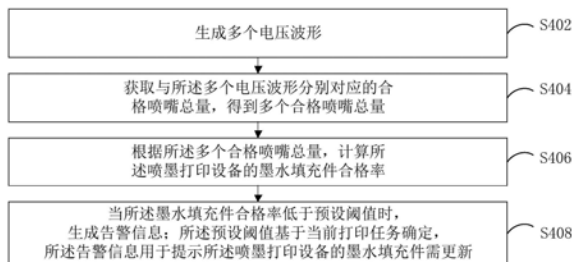 生成多个电压波形
S402
获取与所述多个电压波形分别对应的合
格喷嘴总量，得到多个合格喷嘴总量
S404
根据所述多个合格喷嘴总量，计算所
述喷墨打印设备的墨水填充件合格率
S406
当所述墨水填充件合格率低于预设阈值时，
生成告警信息；所述预设阈值基于当前打印任务确定，
所述告警信息用于提示所述喷墨打印设备的墨水填充件需更新
S408